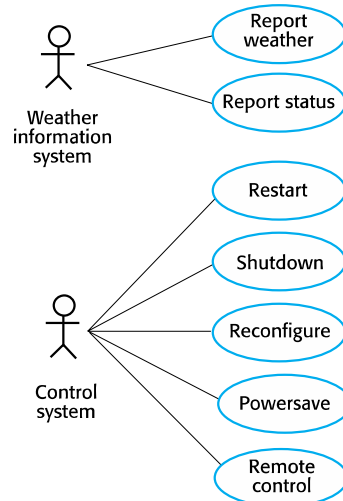 Report
weather
Weather
information
system
Report status
Restart
Shutdown
Reconfigure
Control
system
Powersave
Remote
control